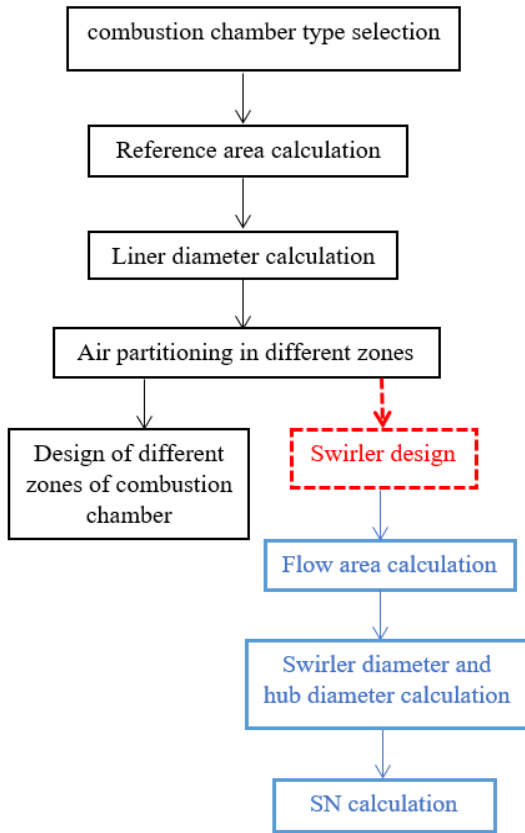 combustion chamber type selection
Reference area calculation
Liner diameter calculation
Air partitioning in different zones
Design of different
zones of combustion
chamber
Swirler design
Flow area calculation
Swirler diameter and
hub diameter calculation
SN calculation